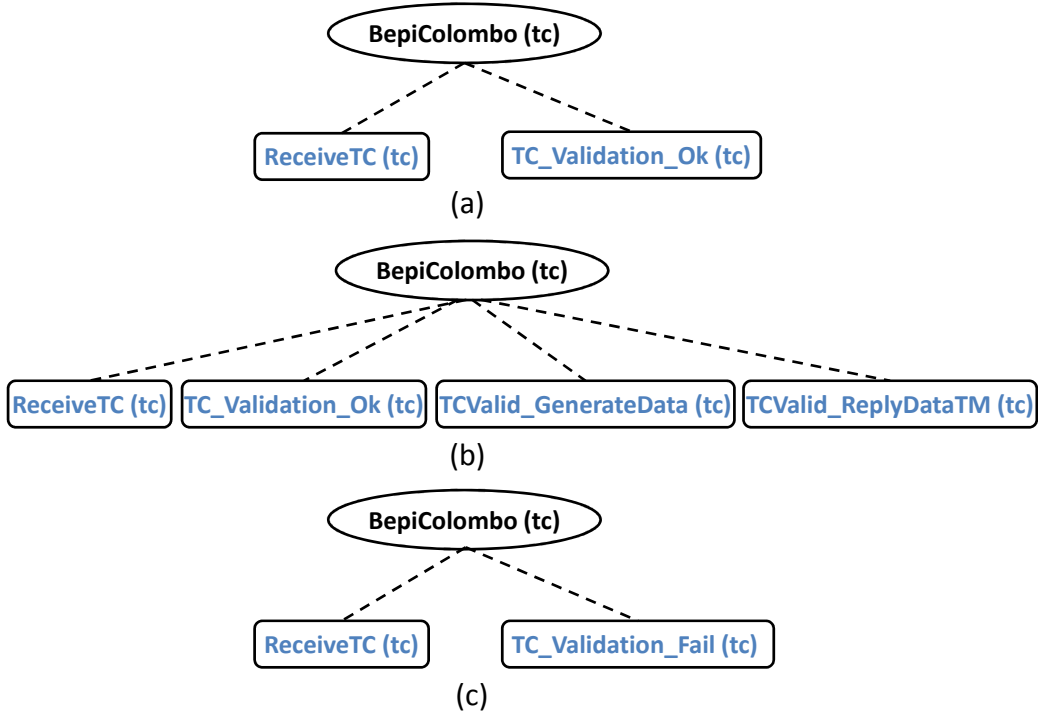 BepiColombo (tc)
ReceiveTC (tc)
TC_Validation_Ok (tc)
(a)
BepiColombo (tc)
ReceiveTC (tc)
TC_Validation_Ok (tc)
TCValid_GenerateData (tc)
TCValid_ReplyDataTM (tc)
(b)
BepiColombo (tc)
ReceiveTC (tc)
TC_Validation_Fail (tc)
(c)